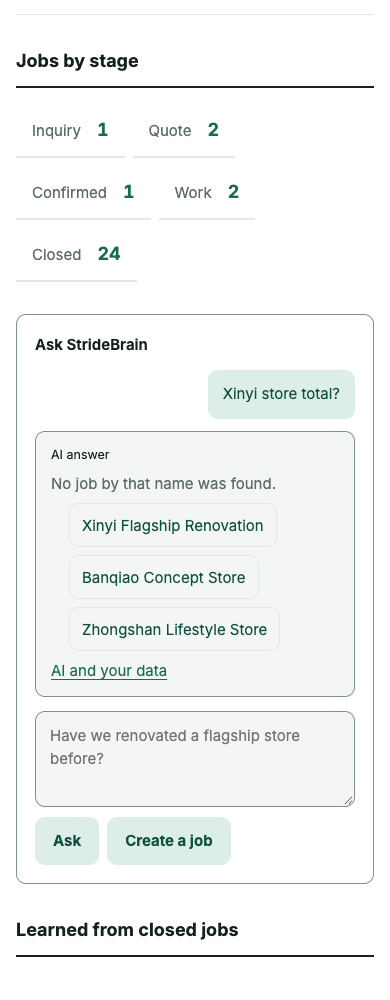 Jobs by stage
Inquiry 1 Quote 2
Confirmed 1 Work 2
Closed 24
Ask StrideBrain
Xinyi store total?
AI answer
No job by that name was found.
Xinyi Flagship Renovation
Banqiao Concept Store
Zhongshan Lifestyle Store
AI and your data
Have we renovated a flagship store
before?
Ask Create a job
Learned from closed jobs